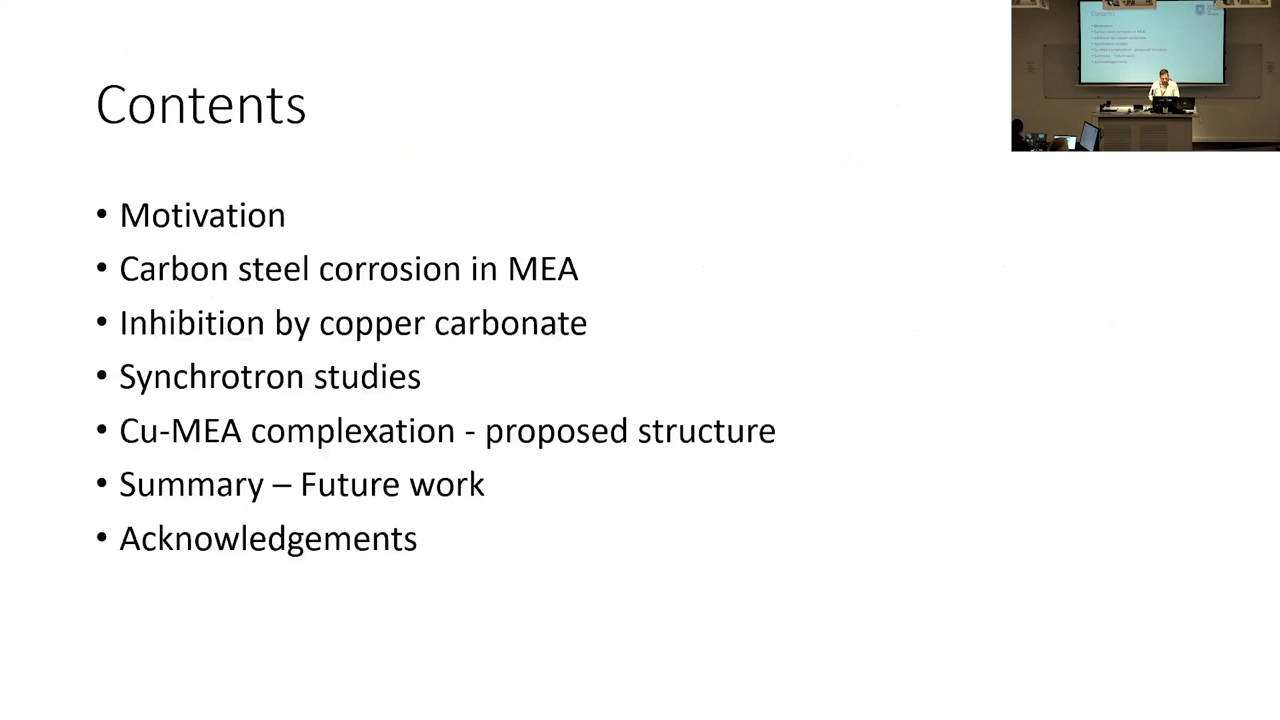 Contents
• Motivation
• Carbon steel corrosion in MEA
• Inhibition by copper carbonate
• Synchrotron studies
• Cu-MEA complexation - proposed structure
• Summary – Future work
• Acknowledgements